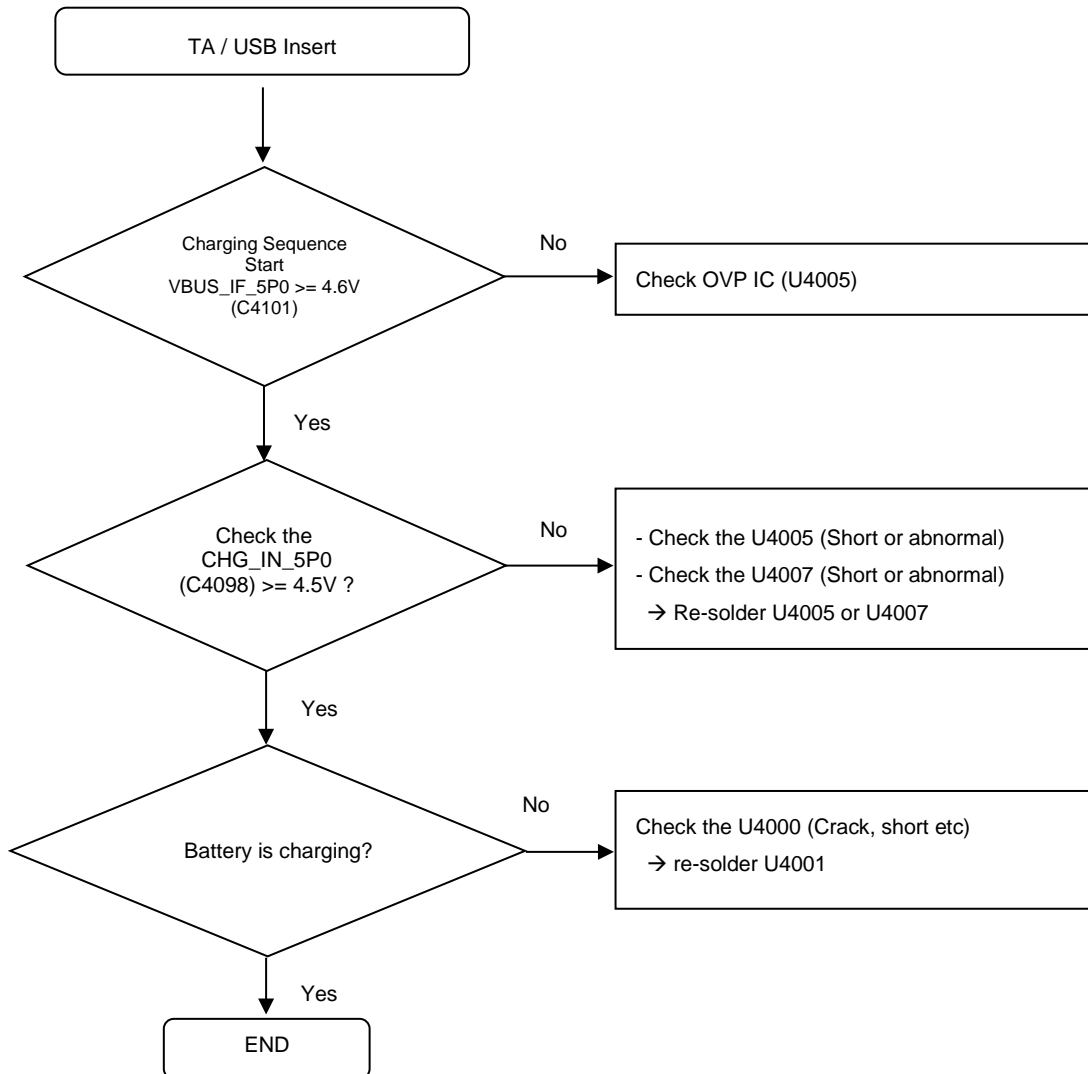 TA / USB Insert
Charging Sequence
Start
VBUS_IF_5P0 >= 4.6V
(C4101)
No
Check OVP IC (U4005)
Yes
Check the
CHG_IN_5P0
(C4098) >= 4.5V ?
No
- Check the U4005 (Short or abnormal)
- Check the U4007 (Short or abnormal)
→ Re-solder U4005 or U4007
Yes
Battery is charging?
No
Check the U4000 (Crack, short etc)
→ re-solder U4001
Yes
END